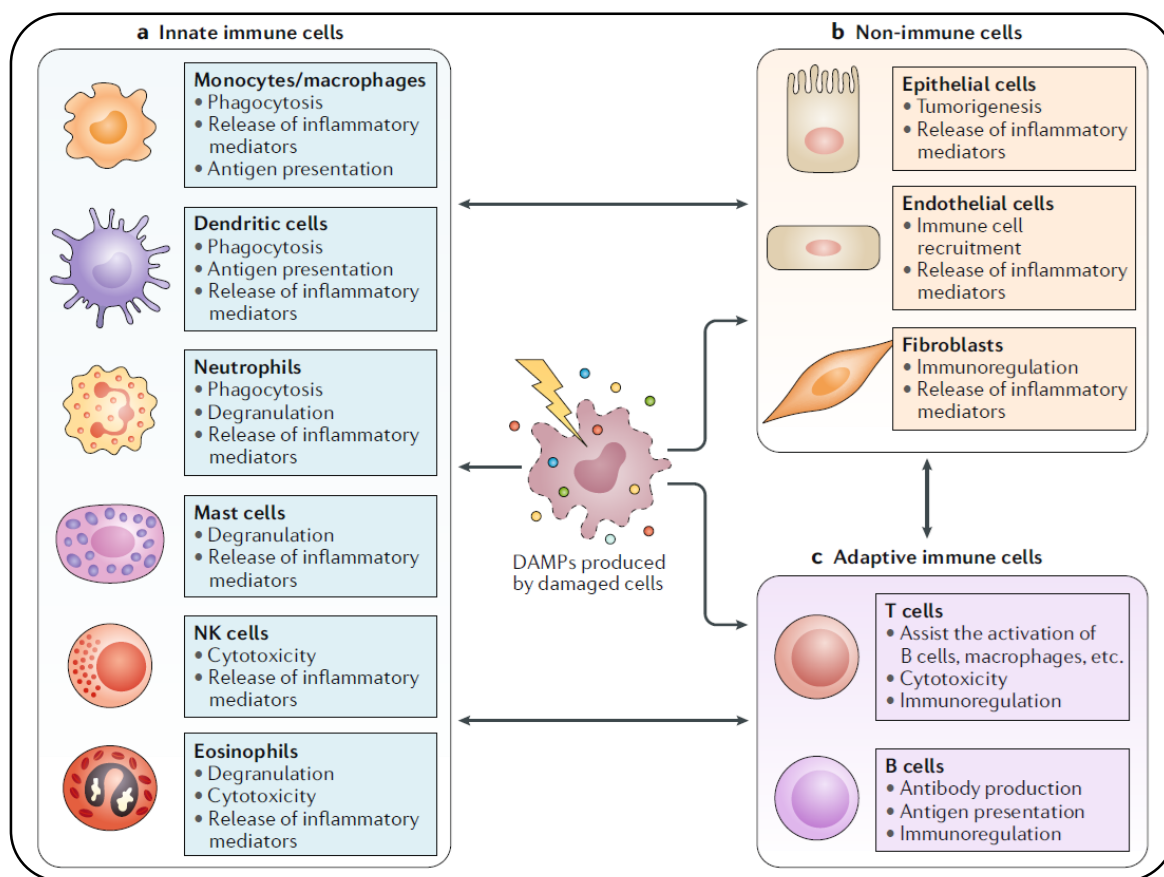 a Innate immune cells
Monocytes/macrophages
• Phagocytosis
• Release of inflammatory
mediators
• Antigen presentation
Dendritic cells
• Phagocytosis
• Antigen presentation
• Release of inflammatory
mediators
Neutrophils
• Phagocytosis
• Degranulation
• Release of inflammatory
mediators
Mast cells
• Degranulation
• Release of inflammatory
mediators
NK cells
• Cytotoxicity
• Release of inflammatory
mediators
Eosinophils
• Degranulation
• Cytotoxicity
• Release of inflammatory
mediators
DAMPs produced
by damaged cells
b Non-immune cells
Epithelial cells
• Tumorigenesis
• Release of inflammatory
mediators
Endothelial cells
• Immune cell
recruitment
• Release of inflammatory
mediators
Fibroblasts
• Immunoregulation
• Release of inflammatory
mediators
c Adaptive immune cells
T cells
• Assist the activation of
B cells, macrophages, etc.
• Cytotoxicity
• Immunoregulation
B cells
• Antibody production
• Antigen presentation
• Immunoregulation